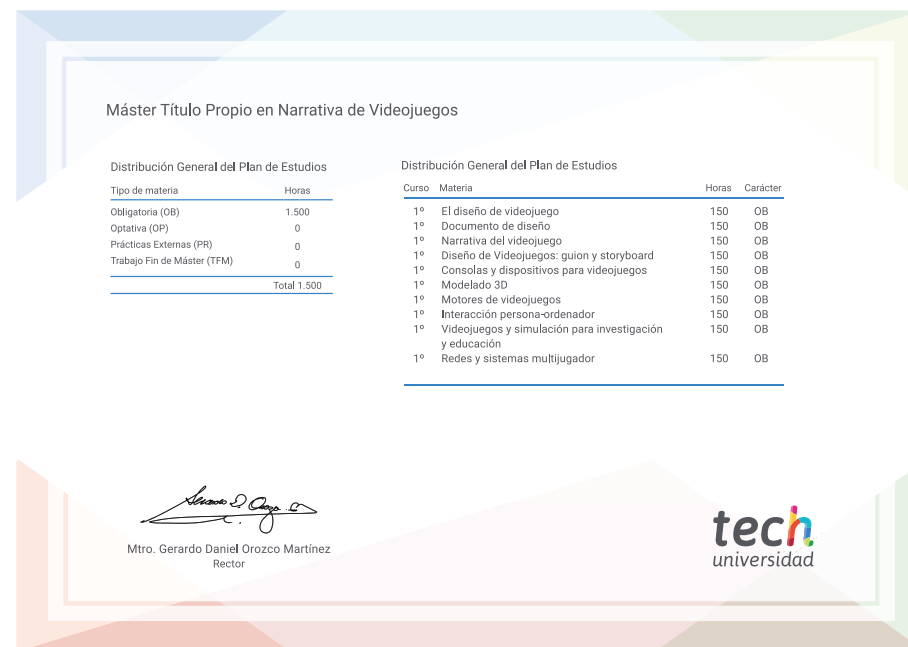 Máster Título Propio en Narrativa de Videojuegos
Distribución General del Plan de Estudios
Tipo de materia Horas
Obligatoria (OB) 1.500
Optativa (OP) 0
Prácticas Externas (PR) 0
Trabajo Fin de Máster (TFM) 0
Total 1.500
Distribución General del Plan de Estudios
Curso Materia Horas Carácter
1º El diseño de videojuego 150 OB
1º Documento de diseño 150 OB
1º Narrativa del videojuego 150 OB
1º Diseño de Videojuegos: guion y storyboard 150 OB
1º Consolas y dispositivos para videojuegos 150 OB
1º Modelado 3D 150 OB
1º Motores de videojuegos 150 OB
1º Interacción persona-ordenador 150 OB
1º Videojuegos y simulación para investigación 150 OB
y educación
1º Redes y sistemas multijugador 150 OB
Mtro. Gerardo Daniel Orozco Martínez
Rector
tech
universidad